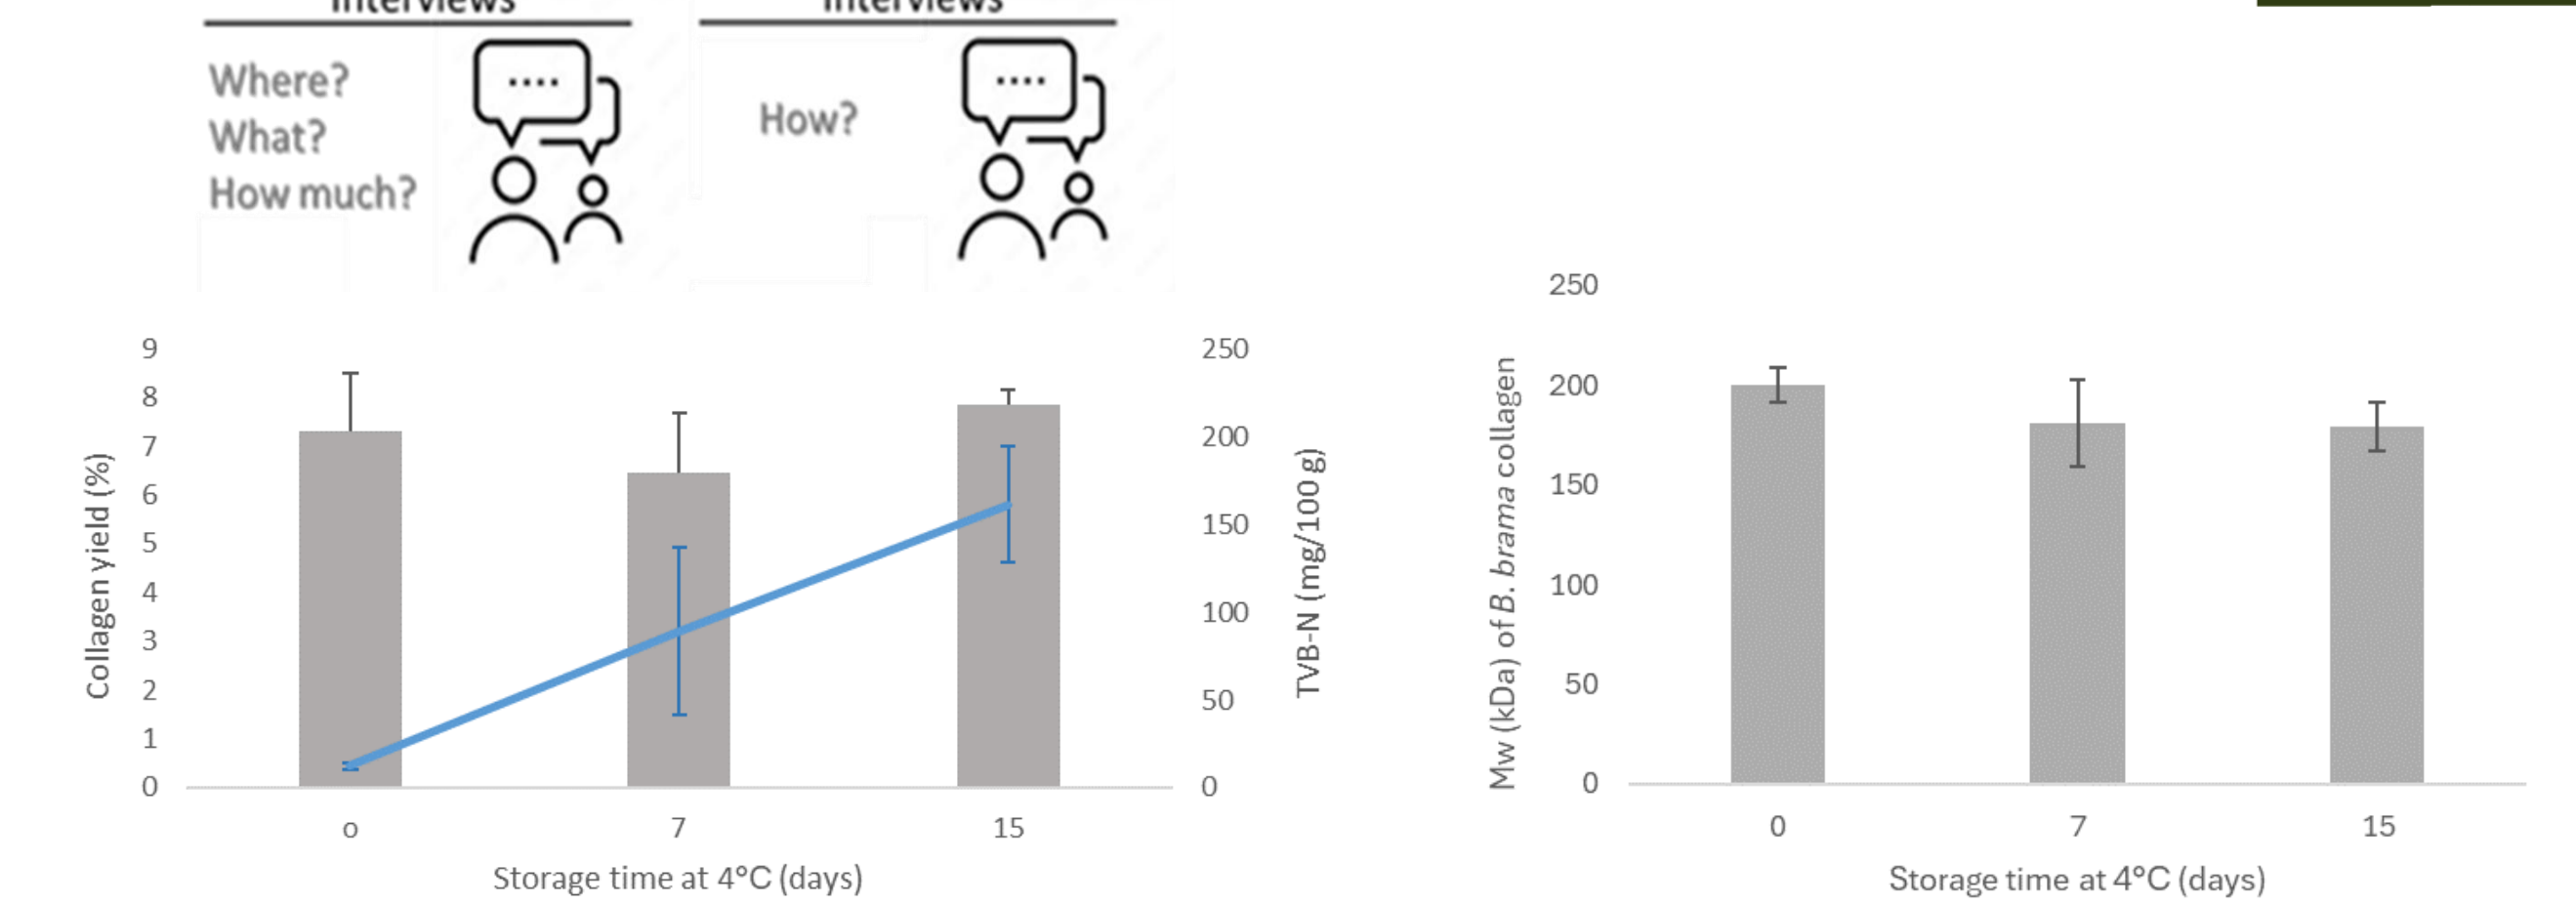 Interviews
Where?
What?
How much?
....
Interviews
How?
....
9
8
7
6
5
4
3
2
1
0
Collagen yield (%)
250
200
150
100
50
0
TVB-N (mg/100 g)
o
7
15
Storage time at 4°C (days)
250
200
150
100
50
0
Mw (kDa) of B. brama collagen
0
7
15
Storage time at 4°C (days)